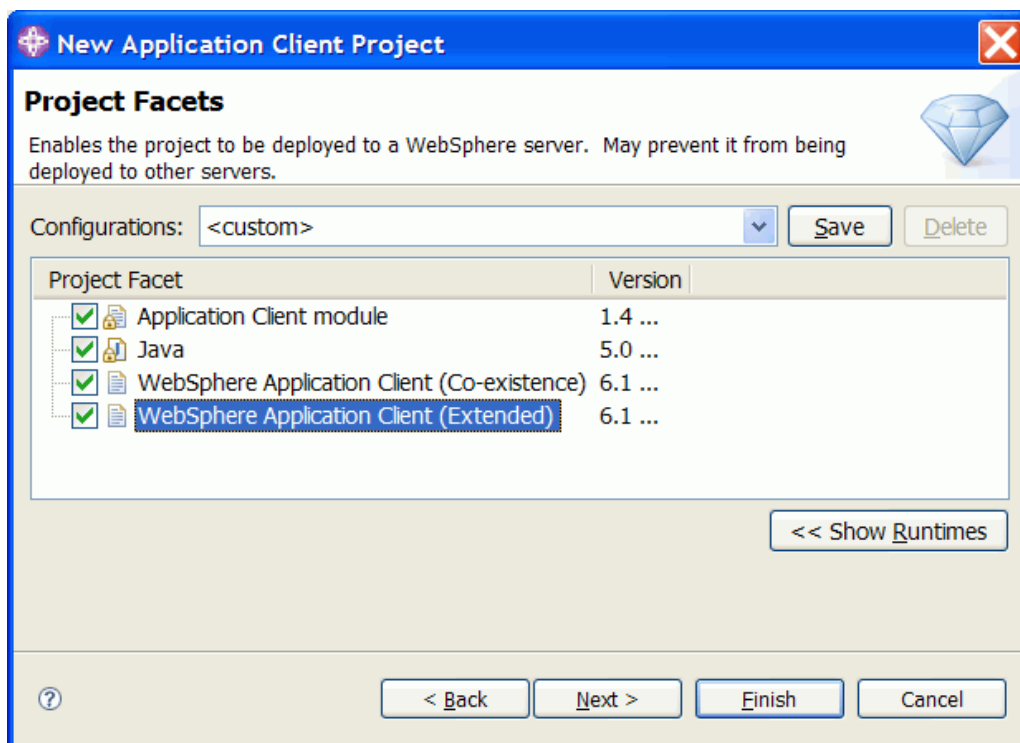 New Application Client Project
Project Facets
Enables the project to be deployed to a WebSphere server. May prevent it from being
deployed to other servers.
Configurations: <custom> Save Delete
Project Facet Version
Application Client module 1.4 ...
Java 5.0 ...
WebSphere Application Client (Co-existence) 6.1 ...
WebSphere Application Client (Extended) 6.1 ...
<< Show Runtimes
? < Back Next > Finish Cancel